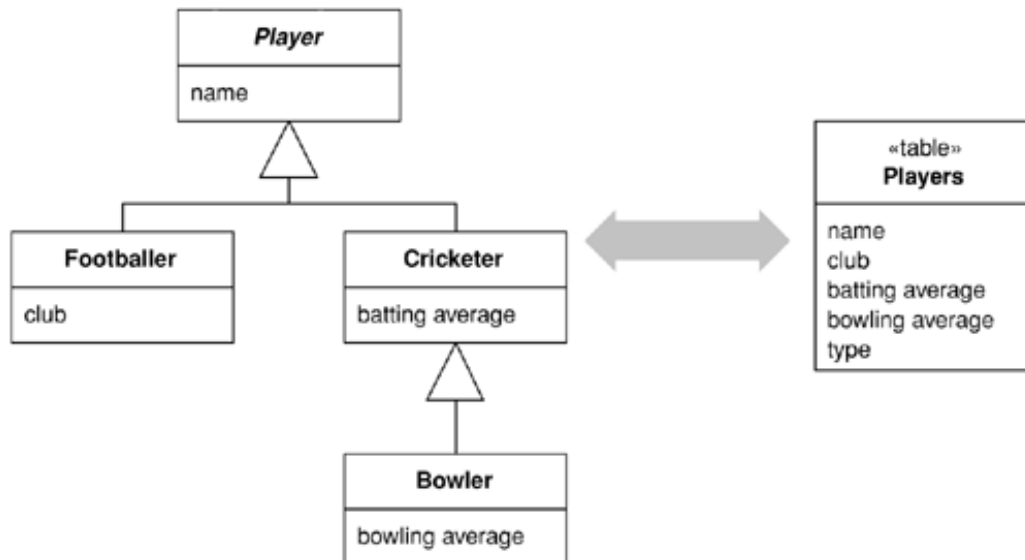 Player
name
Footballer
club
Cricketer
batting average
Bowler
bowling average
«table»
Players
name
club
batting average
bowling average
type